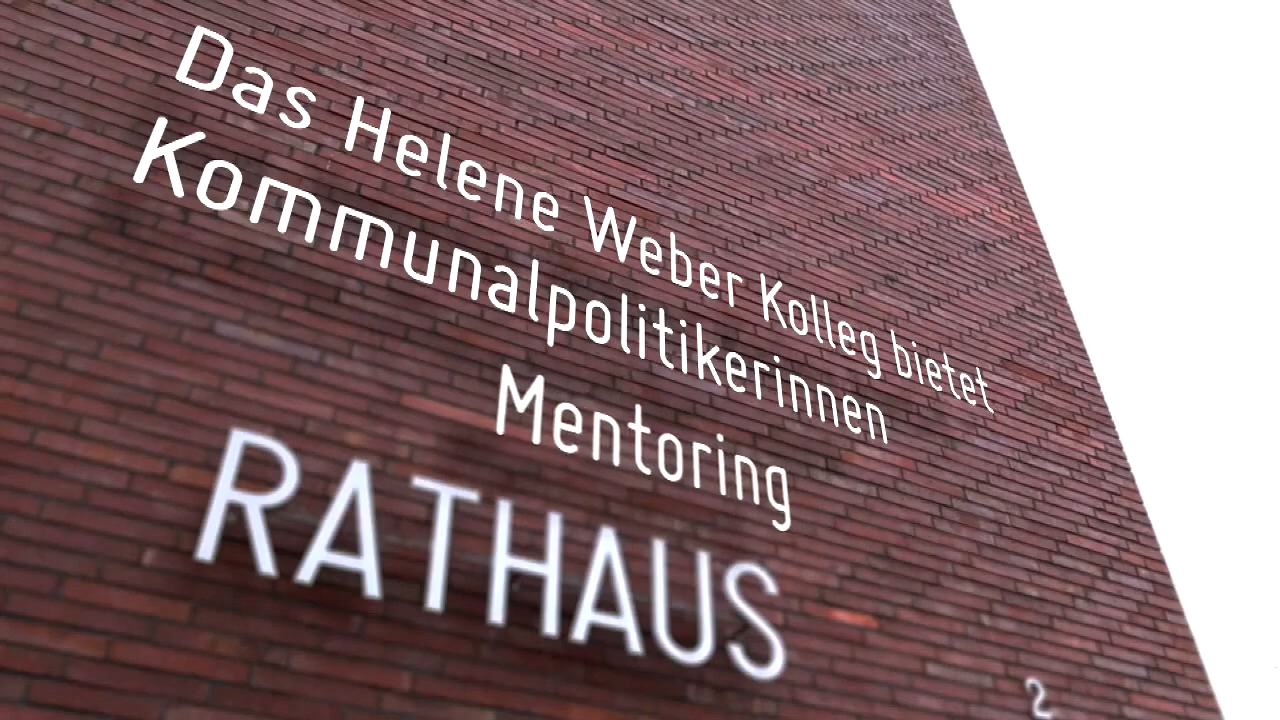 Das Helene Weber Kolleg bietet
Kommunalpolitikerinnen
Mentoring
RATHAUS
2